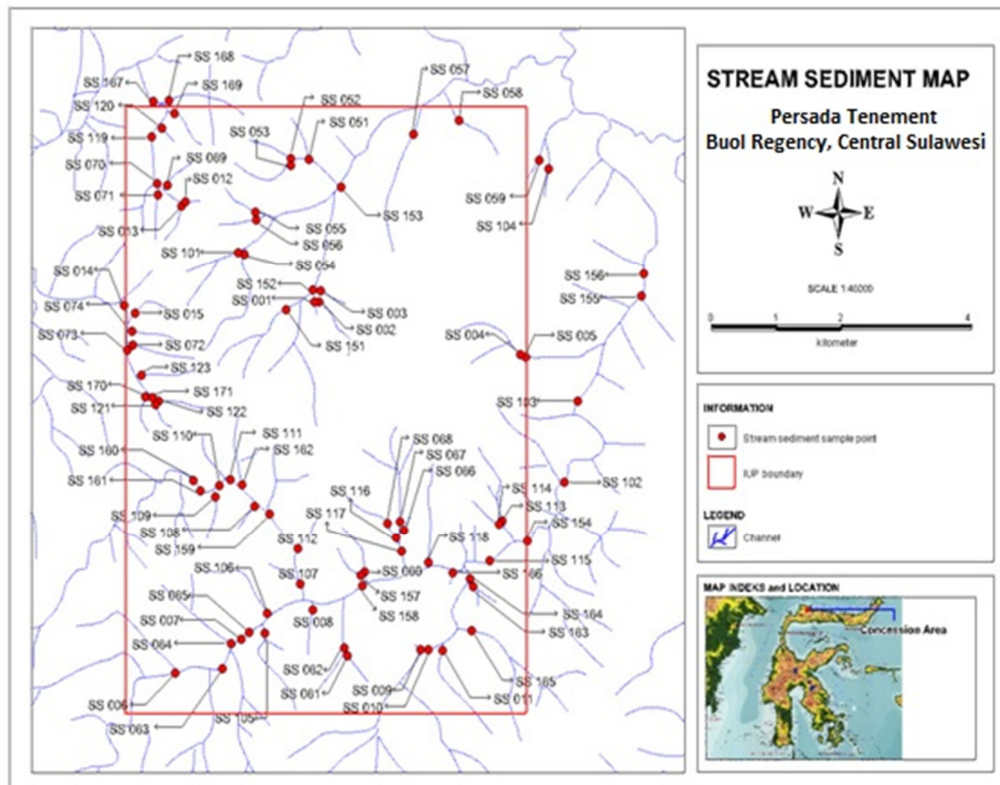 SS 168
SS 167
SS 169
SS 120
SS 119
SS 070
SS 069
SS 012
SS 071
SS 013
SS 053
SS 052
SS 051
SS 057
SS 058
SS 153
SS 059
SS 104
SS 055
SS 056
SS 101
SS 054
SS 014
SS 074
SS 015
SS 073
SS 072
SS 123
SS 152
SS 001
SS 003
SS 002
SS 151
SS 156
SS 155
SS 004
SS 005
SS 103
SS 170
SS 171
SS 121
SS 122
SS 110
SS 111
SS 160
SS 162
SS 161
SS 109
SS 108
SS 159
SS 068
SS 067
SS 066
SS 116
SS 117
SS 102
SS 114
SS 113
SS 154
SS 118
SS 115
SS 166
SS 112
SS 106
SS 107
SS 060
SS 157
SS 158
SS 065
SS 007
SS 064
SS 008
SS 164
SS 163
SS 062
SS 061
SS 009
SS 010
SS 165
SS 011
SS 006
SS 063
SS 105
STREAM SEDIMENT MAP
Persada Tenement
Buol Regency, Central Sulawesi
N
W E
S
SCALE 1:40000
0 1 2 4
kilometer
INFORMATION
Stream sediment sample point
IUP boundary
LEGEND
Channel
MAP INDEKS and LOCATION
Concession Area